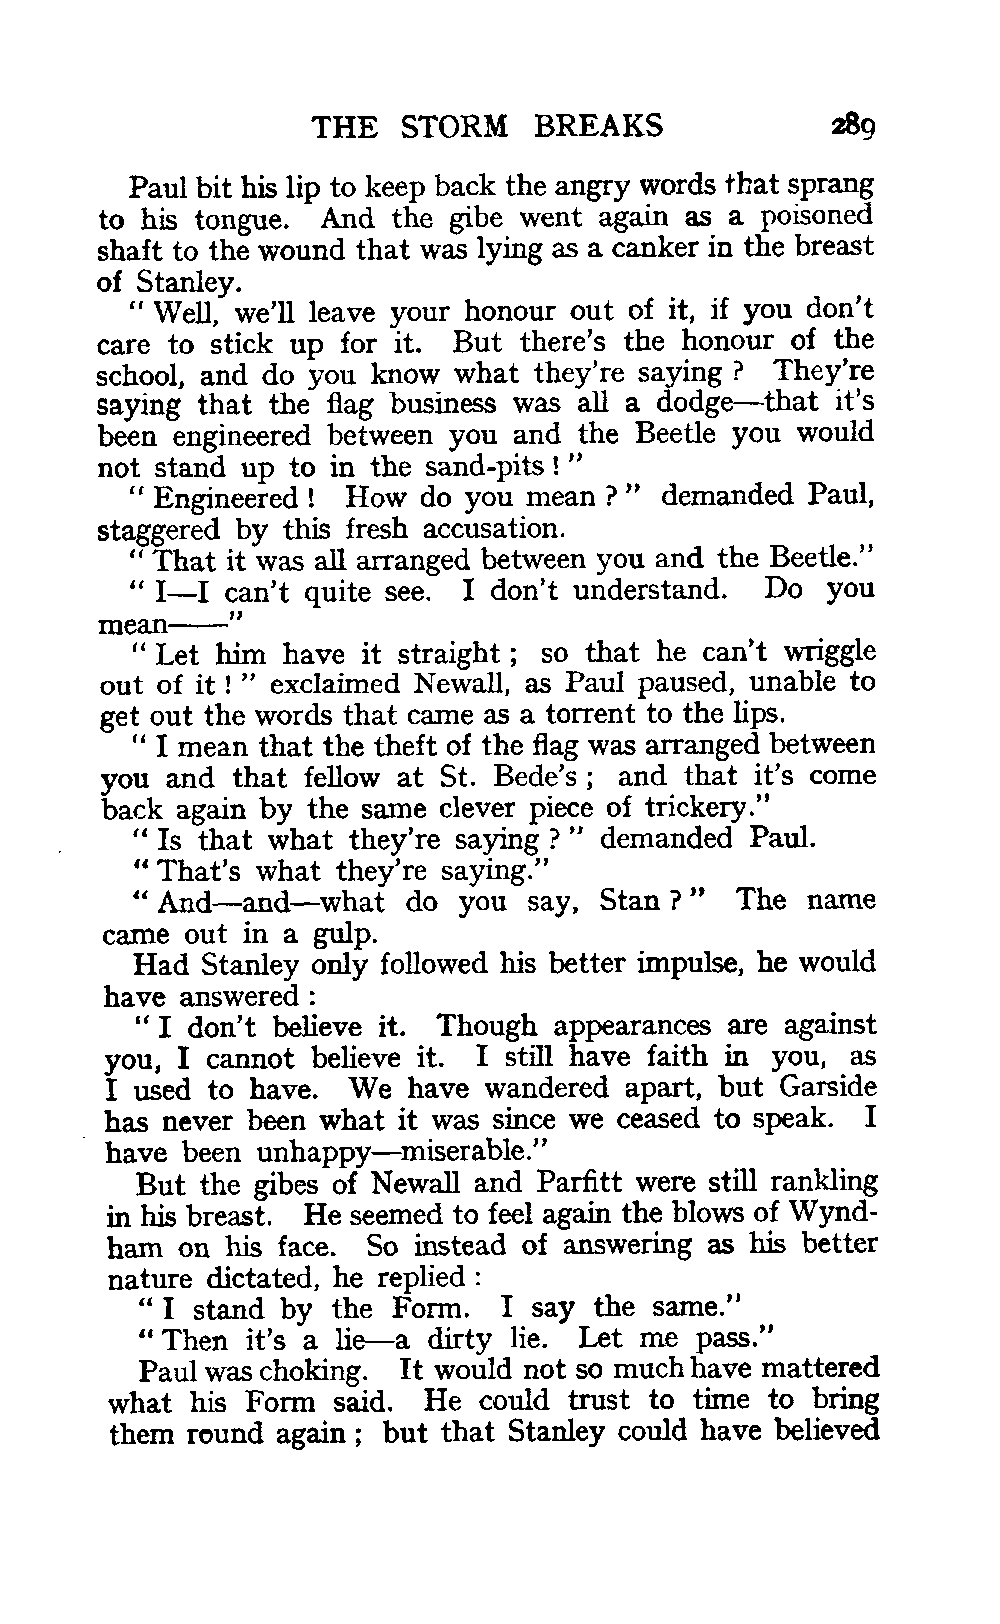 THE STORM BREAKS 289
Paul bit his lip to keep back the angry words that sprang
to his tongue. And the gibe went again as a poisoned
shaft to the wound that was lying as a canker in the breast
of Stanley.
" Well, we'll leave your honour out of it, if you don't
care to stick up for it. But there's the honour of the
school, and do you know what they're saying ? They're
saying that the flag business was all a dodge—that it's
been engineered between you and the Beetle you would
not stand up to in the sand-pits ! "
" Engineered ! How do you mean ? " demanded Paul,
staggered by this fresh accusation.
" That it was all arranged between you and the Beetle."
" I—I can't quite see. I don't understand. Do you
mean——"
" Let him have it straight ; so that he can't wriggle
out of it ! " exclaimed Newall, as Paul paused, unable to
get out the words that came as a torrent to the lips.
" I mean that the theft of the flag was arranged between
you and that fellow at St. Bede's ; and that it's come
back again by the same clever piece of trickery."
" Is that what they're saying ? " demanded Paul.
" That's what they're saying."
" And—and—what do you say, Stan ? " The name
came out in a gulp.
Had Stanley only followed his better impulse, he would
have answered :
" I don't believe it. Though appearances are against
you, I cannot believe it. I still have faith in you, as
I used to have. We have wandered apart, but Garside
has never been what it was since we ceased to speak. I
have been unhappy—miserable."
But the gibes of Newall and Parfitt were still rankling
in his breast. He seemed to feel again the blows of Wynd-
ham on his face. So instead of answering as his better
nature dictated, he replied :
" I stand by the Form. I say the same."
" Then it's a lie—a dirty lie. Let me pass."
Paul was choking. It would not so much have mattered
what his Form said. He could trust to time to bring
them round again ; but that Stanley could have believed